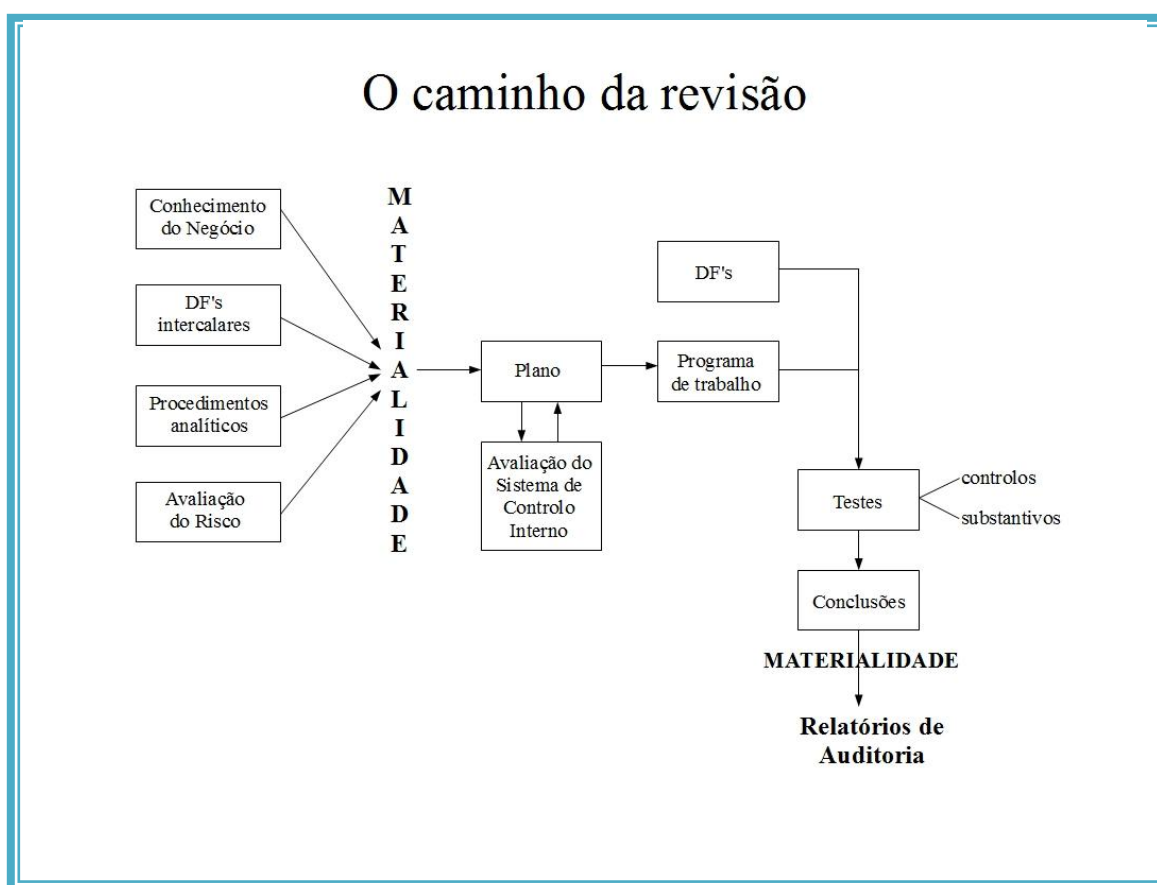 O caminho da revisão
Conhecimento
do Negócio
DF's
intercalares
Procedimentos
analíticos
Avaliação
do Risco
MATERIALIDADE
Plano
Avaliação do
Sistema de
Controlo
Interno
DF's
Programa
de trabalho
Testes
controlos
substantivos
Conclusões
MATERIALIDADE
Relatórios de
Auditoria